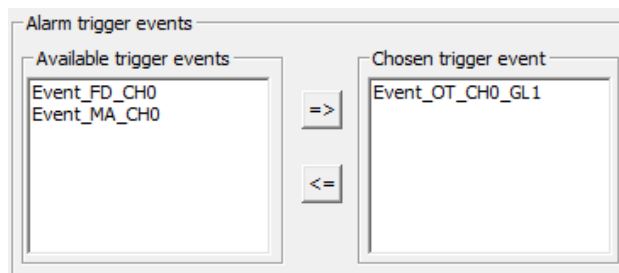 Alarm trigger events
Available trigger events
Chosen trigger event
Event_FD_CH0
Event_MA_CH0
Event_OT_CH0_GL1
=>
<=